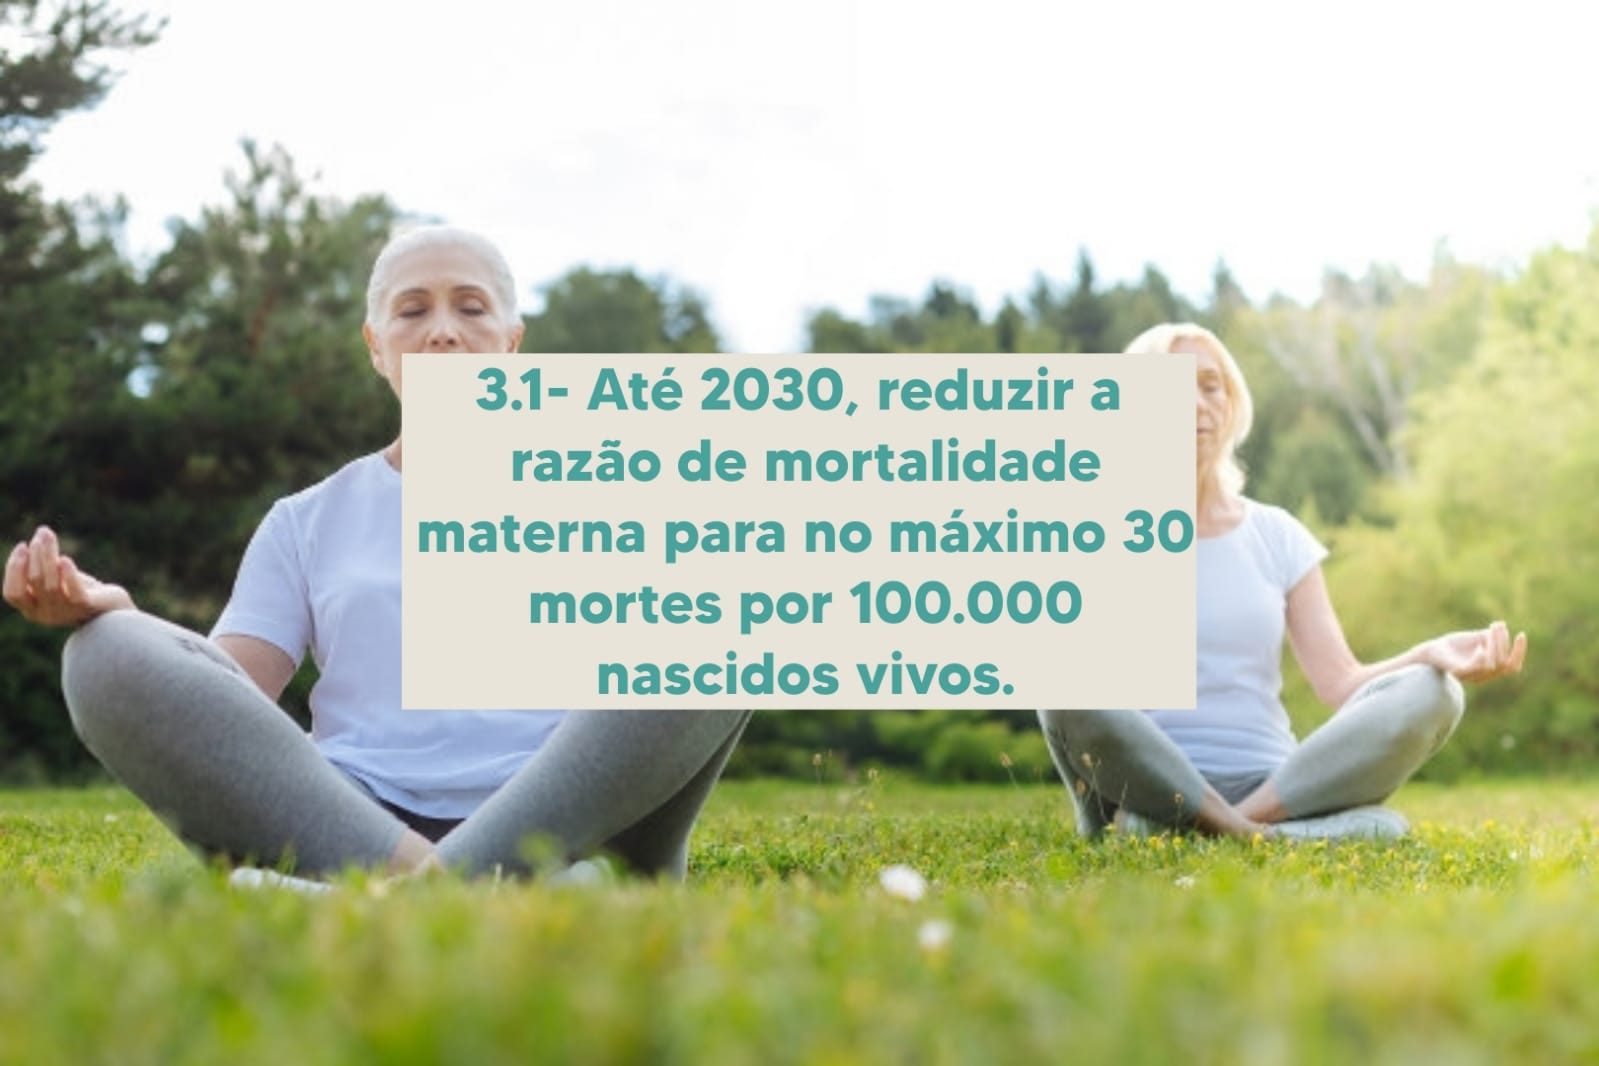 3.1- Até 2030, reduzir a
razão de mortalidade
materna para no máximo 30
mortes por 100.000
nascidos vivos.